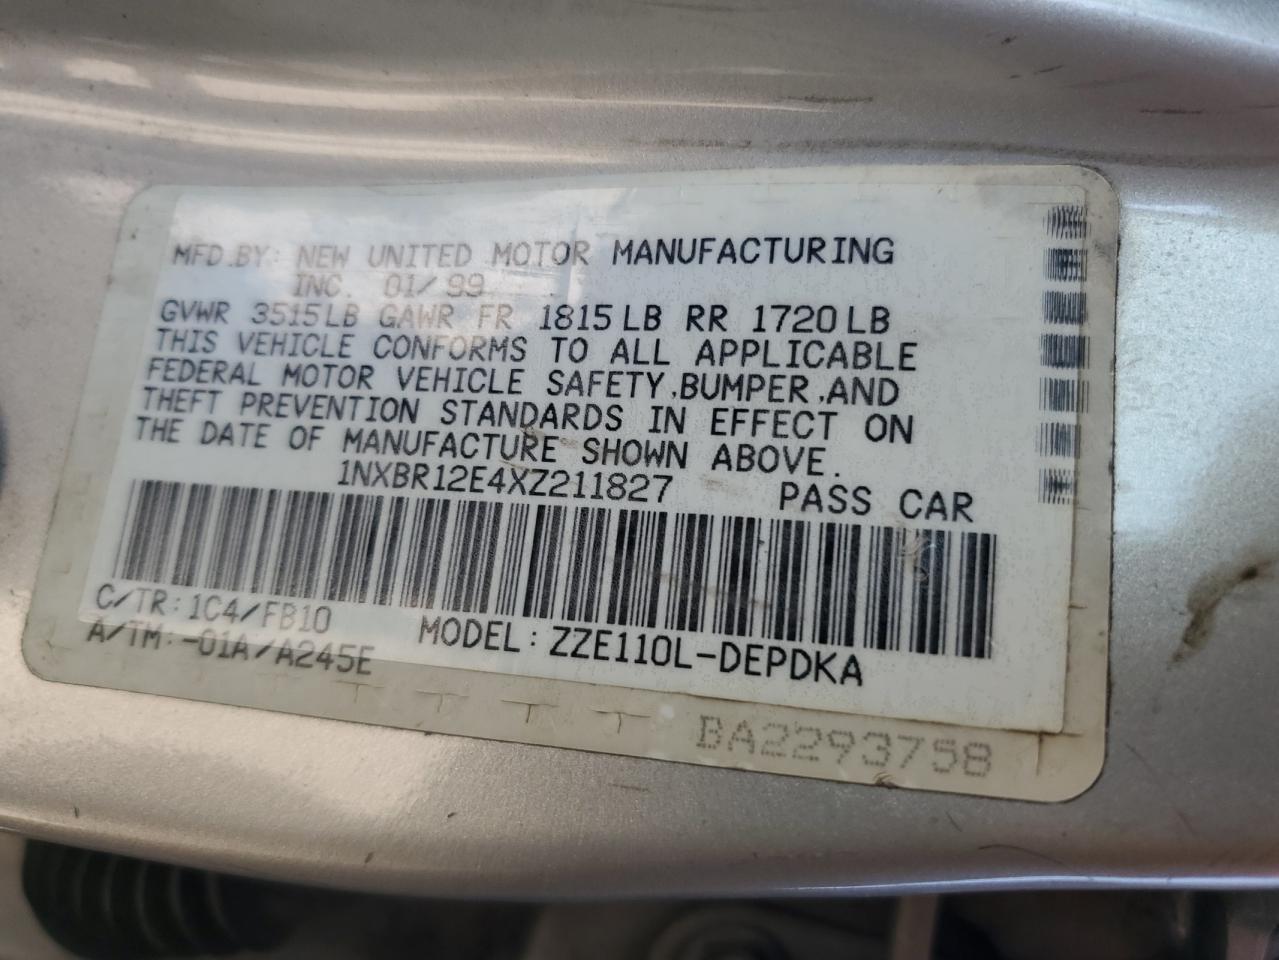 MFD.BY: NEW UNITED MOTOR MANUFACTURING
INC. 01/99
GVWR 3515LB GAWR FR 1815LB RR 1720LB
THIS VEHICLE CONFORMS TO ALL APPLICABLE
FEDERAL MOTOR VEHICLE SAFETY,BUMPER,AND
THEFT PREVENTION STANDARDS IN EFFECT ON
THE DATE OF MANUFACTURE SHOWN ABOVE.
1NXBR12E4XZ211827 PASS CAR
C/TR:1C4/FB10
A/TM:-01A/A245E MODEL:ZZE110L-DEPDKA
BA2293758